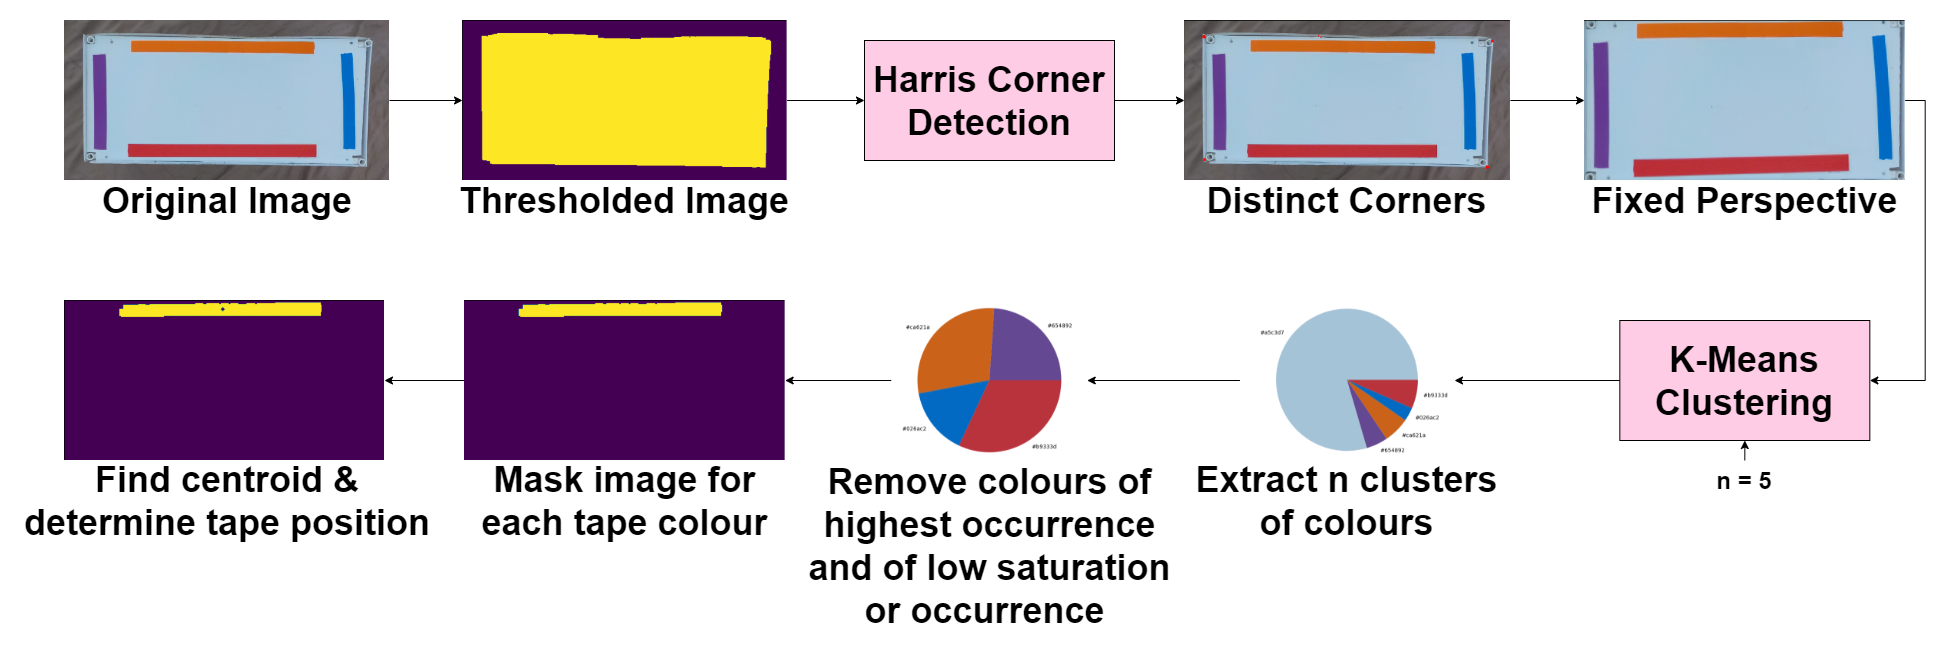 Harris Corner
Detection
Original Image
Thresholded Image
Distinct Corners
Fixed Perspective
#ca621a
#654892
#026ac2
#b9333d
#a5c3d7
#b9333d
#026ac2
#ca621a
#654892
K-Means
Clustering
n = 5
Find centroid &
determine tape position
Mask image for
each tape colour
Remove colours of
highest occurrence
and of low saturation
or occurrence
Extract n clusters
of colours